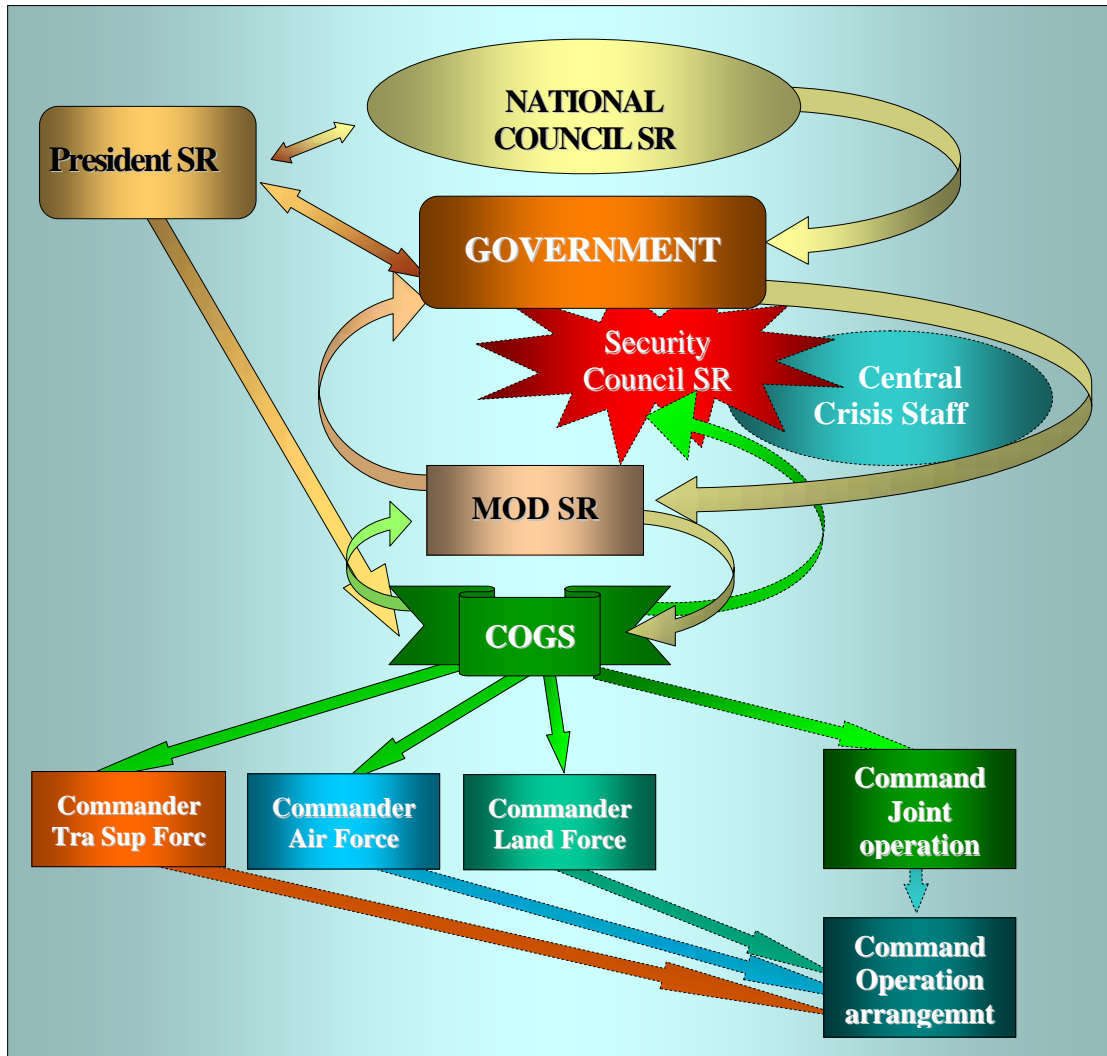 NATIONAL
COUNCIL SR
President SR
GOVERNMENT
Security
Council SR
Central
Crisis Staff
MOD SR
COGS
Commander
Tra Sup Forc
Commander
Air Force
Commander
Land Force
Command
Joint
operation
Command
Operation
arrangemnt